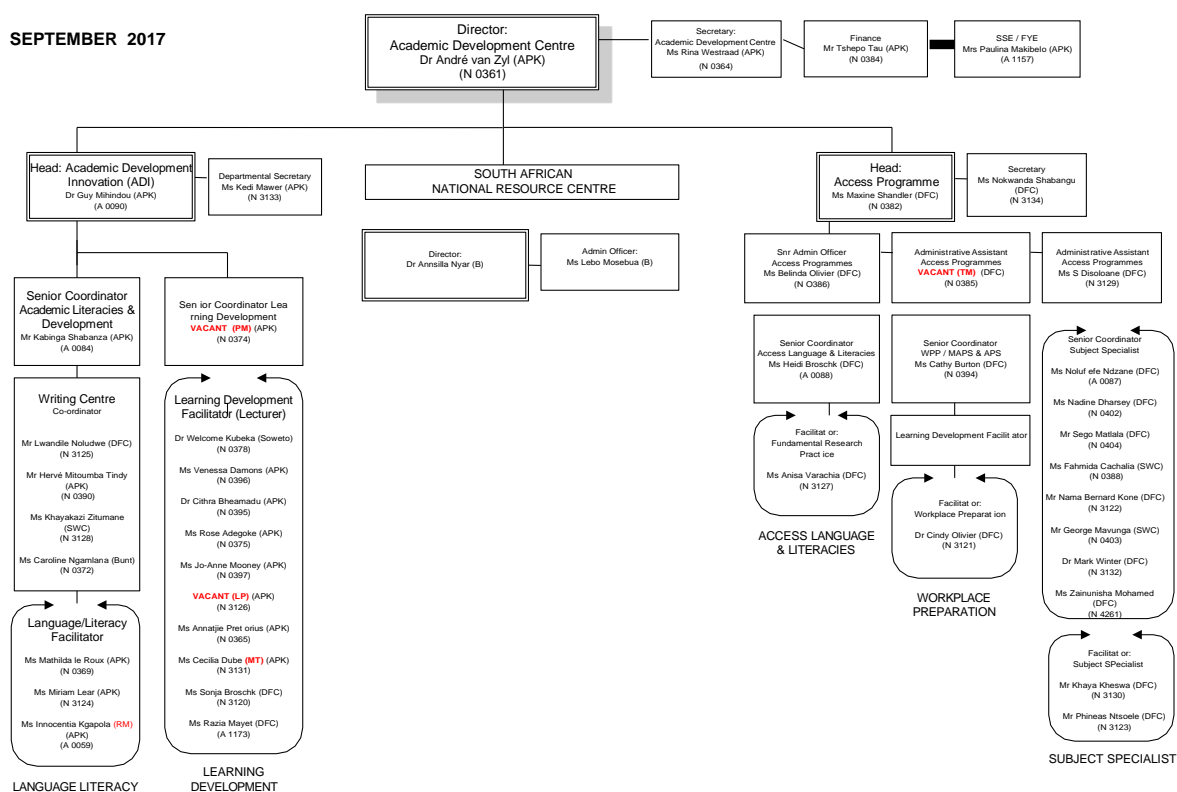 SEPTEMBER 2017
Director:
Academic Development Centre
Dr André van Zyl (APK)
(N 0361)
Secretary:
Academic Development Centre
Ms Rina Westraad (APK)
(N 0364)
Finance
Mr Tshepo Tau (APK)
(N 0384)
SSE / FYE
Mrs Paulina Makibelo (APK)
(A 1157)
Head: Academic Development
Innovation (ADI)
Dr Guy Mihindou (APK)
(A 0090)
Departmental Secretary
Ms Kedi Mawer (APK)
(N 3133)
SOUTH AFRICAN
NATIONAL RESOURCE CENTRE
Head:
Access Programme
Ms Maxine Shandler (DFC)
(N 0382)
Secretary
Ms Nokwanda Shabangu
(DFC)
(N 3134)
Director:
Dr Annsilla Nyar (B)
Admin Officer:
Ms Lebo Mosebua (B)
Snr Admin Officer
Access Programmes
Ms Belinda Olivier (DFC)
(N O386)
Administrative Assistant
Access Programmes
VACANT (TM) (DFC)
(N 0385)
Administrative Assistant
Access Programmes
Ms S Disoloane (DFC)
(N 3129)
Senior Coordinator
Academic Literacies &
Development
Mr Kabinga Shabanza (APK)
(A 0084)
Sen ior Coordinator Lea
rning Development
VACANT (PM) (APK)
(N 0374)
Senior Coordinator
Access Language & Literacies
Ms Heidi Broschk (DFC)
(A 0088)
Senior Coordinator
WPP / MAPS & APS
Ms Cathy Burton (DFC)
(N 0394)
Senior Coordinator
Subject Specialist
Ms Noluf efe Ndzane (DFC)
(A 0087)
Ms Nadine Dharsey (DFC)
(N 0402)
Mr Sego Matlala (DFC)
(N 0404)
Ms Fahmida Cachalia (SWC)
(N 0388)
Mr Nama Bernard Kone (DFC)
(N 3122)
Mr George Mavunga (SWC)
(N 0403)
Dr Mark Winter (DFC)
(N 3132)
Ms Zainunisha Mohamed
(DFC)
(N 4261)
Writing Centre
Co-ordinator
Mr Lwandile Noludwe (DFC)
(N 3125)
Mr Hervé Mitoumba Tindy
(APK)
(N 0390)
Ms Khayakazi Zitumane
(SWC)
(N 3128)
Ms Caroline Ngamlana (Bunt)
(N 0372)
Learning Development
Facilitator (Lecturer)
Dr Welcome Kubeka (Soweto)
(N 0378)
Ms Venessa Damons (APK)
(N 0396)
Dr Cithra Bheamadu (APK)
(N 0395)
Ms Rose Adegoke (APK)
(N 0375)
Ms Jo-Anne Mooney (APK)
(N 0397)
VACANT (LP) (APK)
(N 3126)
Ms Annatjie Pret orius (APK)
(N 0365)
Ms Cecilia Dube (MT) (APK)
(N 3131)
Ms Sonja Broschk (DFC)
(N 3120)
Ms Razia Mayet (DFC)
(A 1173)
Facilitat or:
Fundamental Research
Pract ice
Ms Anisa Varachia (DFC)
(N 3127)
ACCESS LANGUAGE
& LITERACIES
Learning Development Facilit ator
Facilitat or:
Workplace Preparat ion
Dr Cindy Olivier (DFC)
(N 3121)
WORKPLACE
PREPARATION
Language/Literacy
Facilitator
Ms Mathilda le Roux (APK)
(N 0369)
Ms Miriam Lear (APK)
(N 3124)
Ms Innocentia Kgapola (RM)
(APK)
(A 0059)
Facilitat or:
Subject SPecialist
Mr Khaya Kheswa (DFC)
(N 3130)
Mr Phineas Ntsoele (DFC)
(N 3123)
SUBJECT SPECIALIST
LANGUAGE LITERACY
LEARNING
DEVELOPMENT